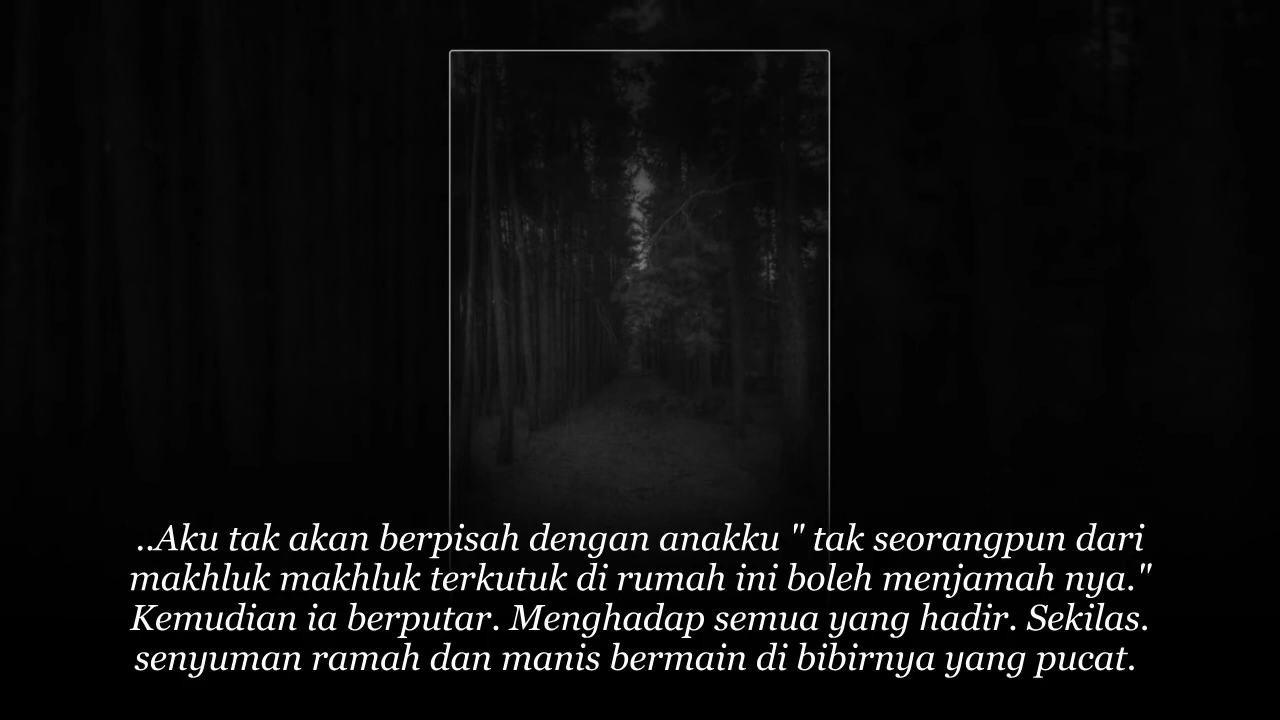 ..Aku tak akan berpisah dengan anakku " tak seorangpun dari
makhluk makhluk terkutuk di rumah ini boleh menjamah nya."
Kemudian ia berputar. Menghadap semua yang hadir. Sekilas.
senyuman ramah dan manis bermain di bibirnya yang pucat.